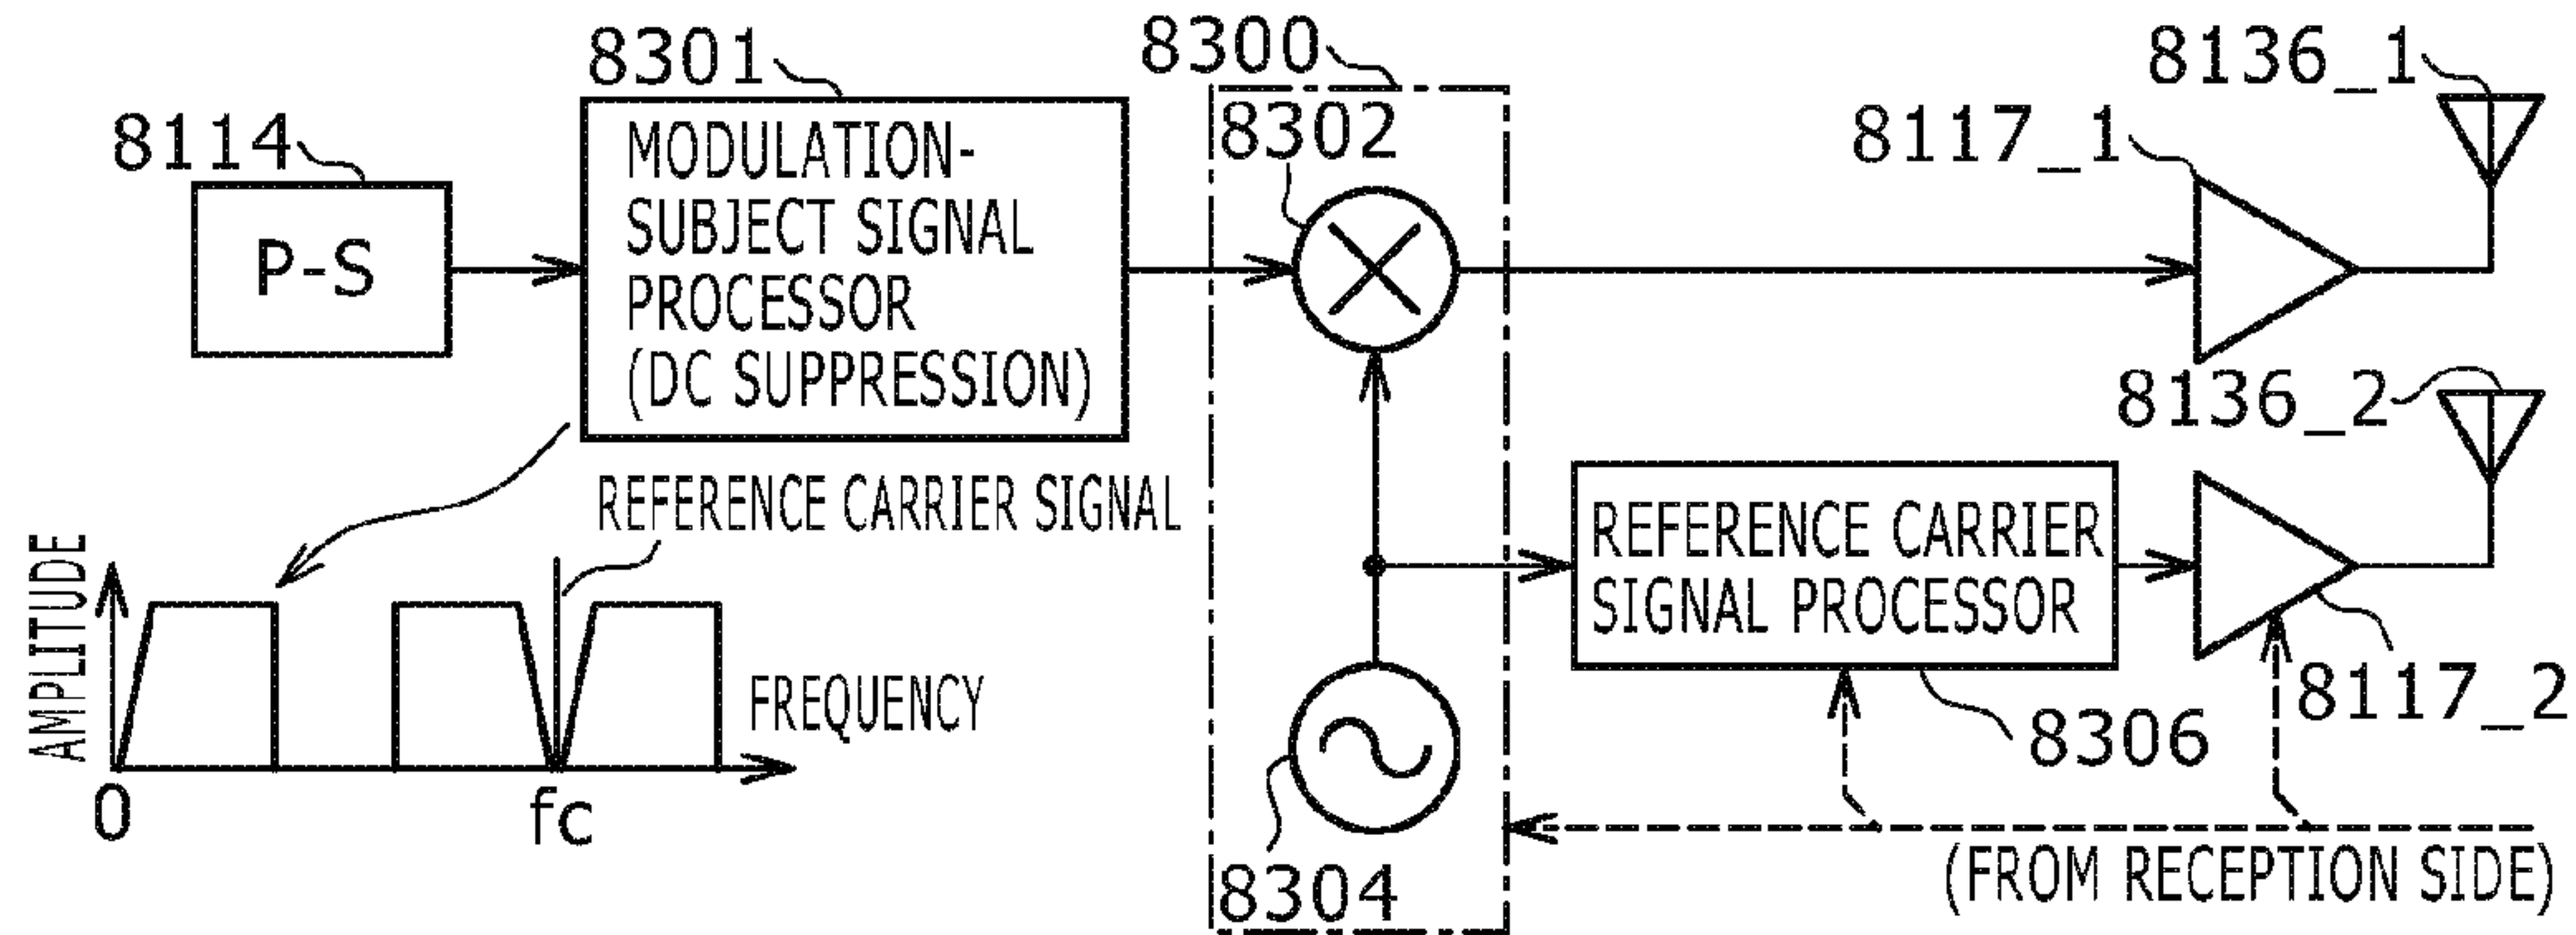 8301
8300
8136_1
8114
8302
8117_1
MODULATION-
SUBJECT SIGNAL
PROCESSOR
(DC SUPPRESSION)
P-S
8136_2
REFERENCE CARRIER SIGNAL
REFERENCE CARRIER
SIGNAL PROCESSOR
AMPLITUDE
FREQUENCY
8117_2
8306
0
fc
8304
(FROM RECEPTION SIDE)